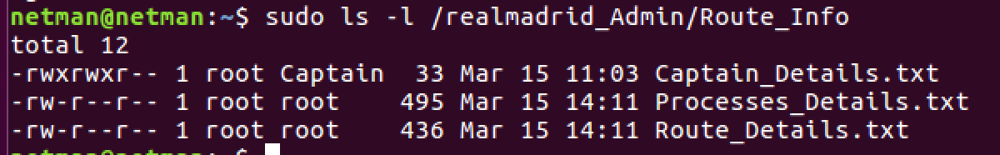 netman@netman:~$ sudo ls -l /realmadrid_Admin/Route_Info
total 12
-rwxrwxr-- 1 root Captain  33 Mar 15 11:03 Captain_Details.txt
-rw-r--r-- 1 root root    495 Mar 15 14:11 Processes_Details.txt
-rw-r--r-- 1 root root    436 Mar 15 14:11 Route_Details.txt
netman@netman:~$